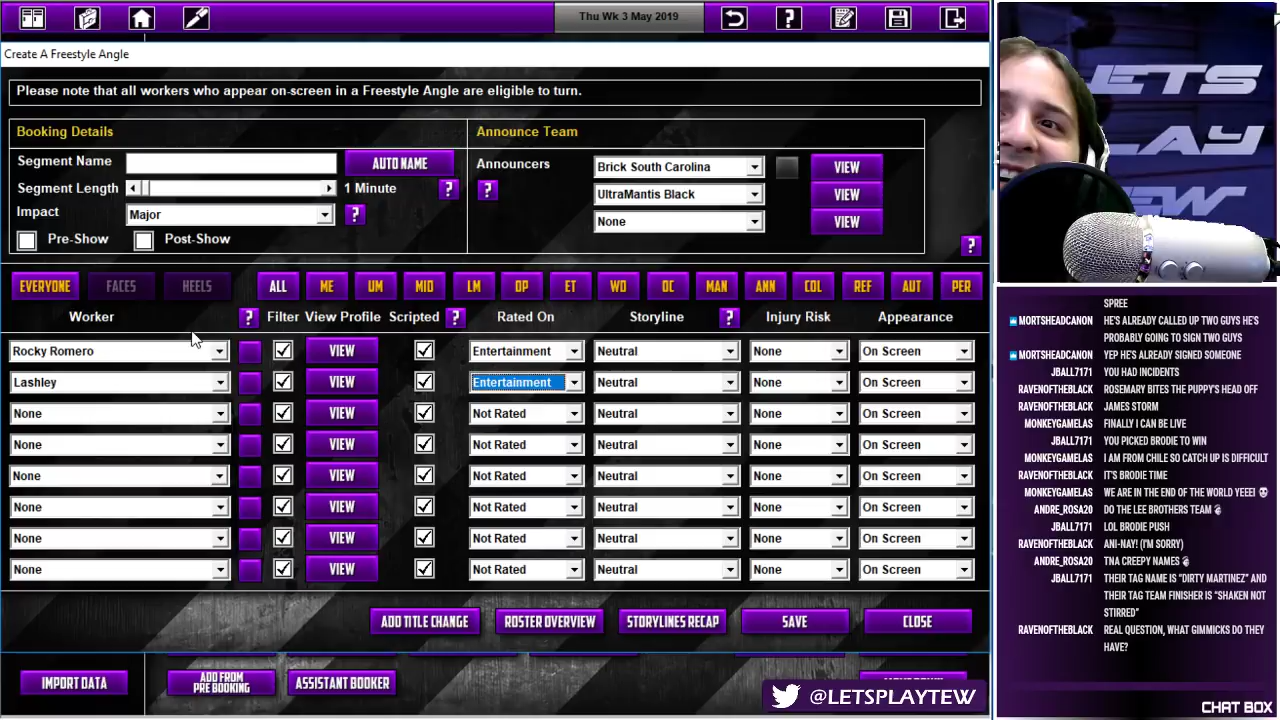 Thu Wk 3 May 2019
Create A Freestyle Angle
Please note that all workers who appear on-screen in a Freestyle Angle are eligible to turn.
Booking Details
Announce Team
Segment Name
AUTO NAME
Announcers
Brick South Carolina
VIEW
Segment Length
1 Minute
?
?
UltraMantis Black
VIEW
Impact
Major
?
None
VIEW
Pre-Show
Post-Show
?
EVERYONE
FACES
HEELS
ALL
ME
UM
MID
LM
OP
ET
WO
OC
MAN
ANN
COL
REF
AUT
PER
Worker
?
Filter
View Profile
Scripted
?
Rated On
Storyline
?
Injury Risk
Appearance
Rocky Romero
VIEW
Entertainment
Neutral
None
On Screen
Lashley
VIEW
Entertainment
Neutral
None
On Screen
None
VIEW
Not Rated
Neutral
None
On Screen
None
VIEW
Not Rated
Neutral
None
On Screen
None
VIEW
Not Rated
Neutral
None
On Screen
None
VIEW
Not Rated
Neutral
None
On Screen
None
VIEW
Not Rated
Neutral
None
On Screen
None
VIEW
Not Rated
Neutral
None
On Screen
ADD TITLE CHANGE
ROSTER OVERVIEW
STORYLINES RECAP
SAVE
CLOSE
IMPORT DATA
ADD FROM
PRE BOOKING
ASSISTANT BOOKER
@LETSPLAYTEW
LETS
PLAY
TEW
SPREE
MORTSHEADCANON HE'S ALREADY CALLED UP TWO GUYS HE'S
PROBABLY SIGN TWO GUYS
MORTSHEADCANON YEP HE'S ALREADY SIGNED SOMEONE
JBALL7171 YOU HAD INCIDENTS
RAVENOFTHEBLACK ROSEMARY BITES THE PUPPY'S HEAD OFF
RAVENOFTHEBLACK JAMES STORM
MONKEYGAMELAS FINALLY I CAN BE LIVE
JBALL7171 YOU PICKED BRODIE TO WIN
MONKEYGAMELAS I AM FROM CHILE SO CATCH UP IS DIFFICULT
RAVENOFTHEBLACK IT'S BRODIE TIME
MONKEYGAMELAS WE ARE IN THE END OF THE WORLD YEEE!
ANDRE_ROSA20 DO THE LEE BROTHERS TEAM
JBALL7171 LOL BRODIE PUSH
RAVENOFTHEBLACK ANI-NAY! (I'M SORRY)
ANDRE_ROSA20 TNA CREEPY NAMES
JBALL7171 THEIR TAG NAME IS "DIRTY MARTINEZ" AND
THEIR TAG TEAM FINISHER IS "SHAKEN NOT
STIRRED"
RAVENOFTHEBLACK REAL QUESTION, WHAT GIMMICKS DO THEY
HAVE?
CHAT BOX